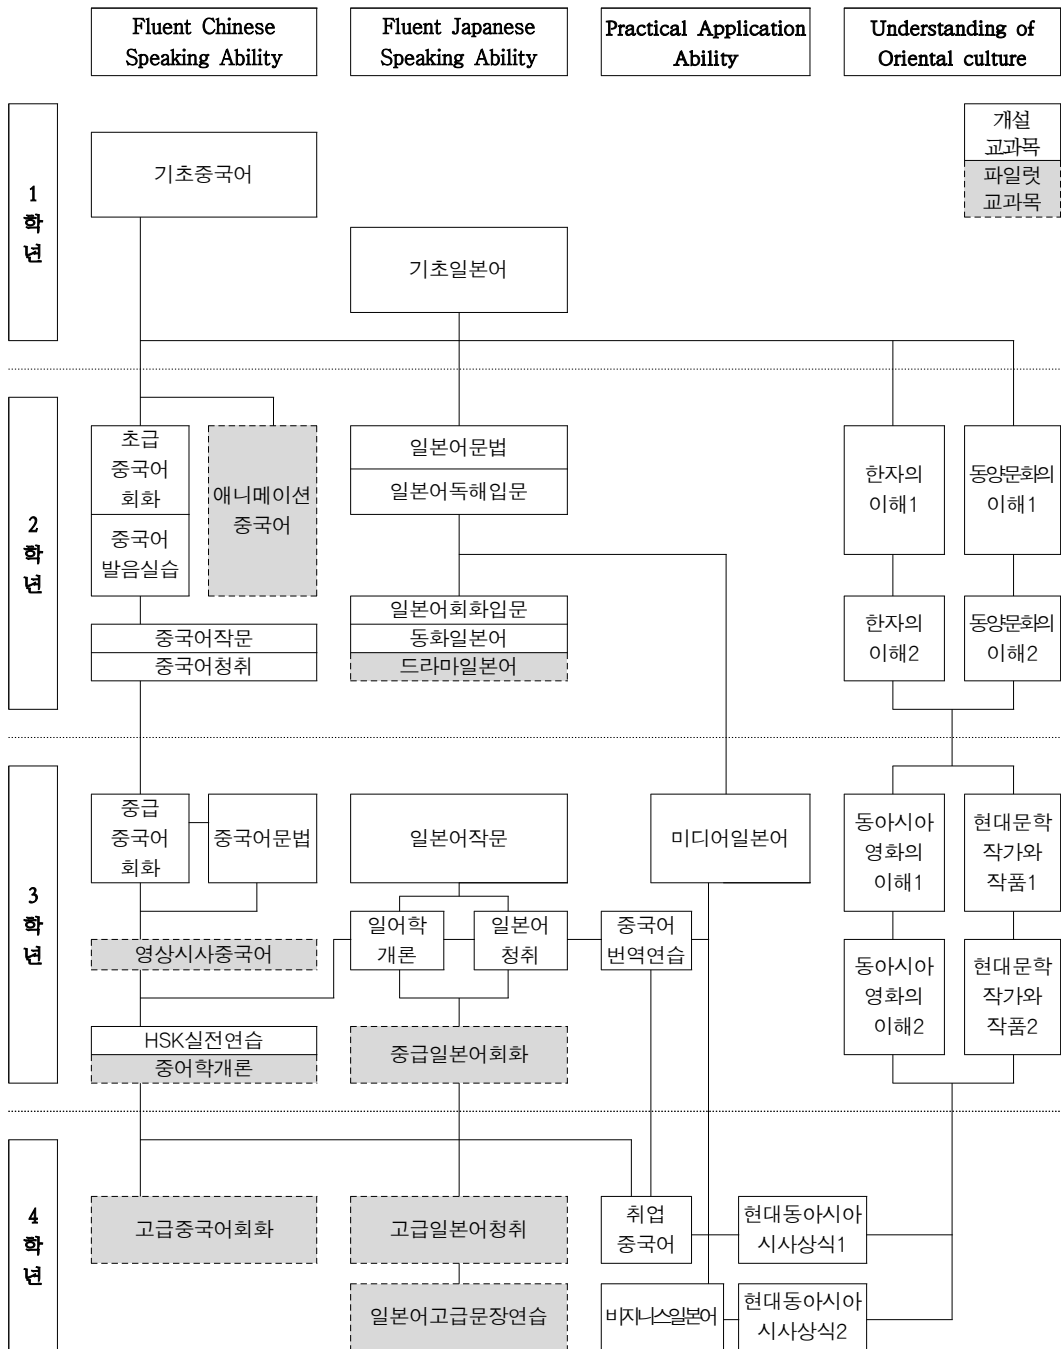 Fluent Chinese
Speaking Ability
Fluent Japanese
Speaking Ability
Practical Application
Ability
Understanding of
Oriental culture
1
학
년
개설
교과목
파일럿
교과목
기초중국어
기초일본어
2
학
년
초급
중국어
회화
중국어
발음실습
애니메이션
중국어
일본어문법
일본어독해입문
한자의
이해1
동양문화의
이해1
중국어작문
중국어청취
일본어회화입문
동화일본어
드라마일본어
한자의
이해2
동양문화의
이해2
3
학
년
중급
중국어
회화
중국어문법
일본어작문
미디어일본어
동아시아
영화의
이해1
현대문학
작가와
작품1
영상시사중국어
일어학
개론
일본어
청취
중국어
번역연습
동아시아
영화의
이해2
현대문학
작가와
작품2
HSK실전연습
중어학개론
중급일본어회화
4
학
년
고급중국어회화
고급일본어청취
취업
중국어
현대동아시아
시사상식1
일본어고급문장연습
비지니스일본어
현대동아시아
시사상식2